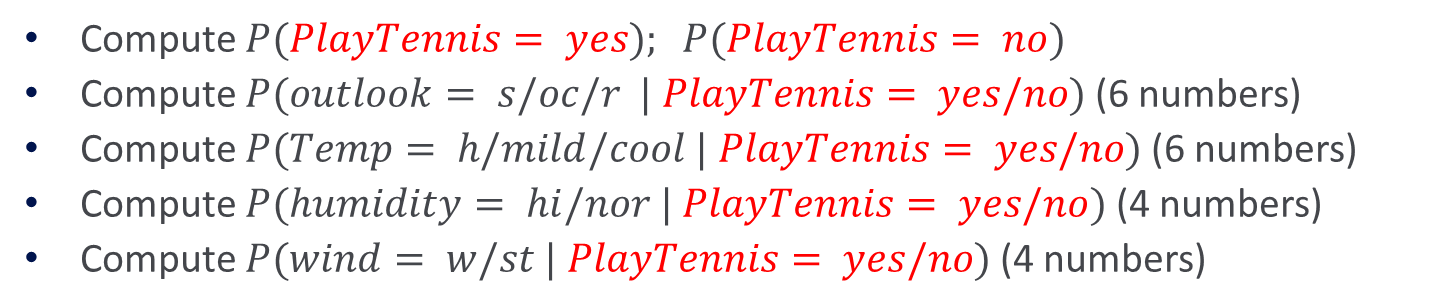 • Compute P(PlayTennis = yes); P(PlayTennis = no)
• Compute P(outlook = s/oc/r | PlayTennis = yes/no) (6 numbers)
• Compute P(Temp = h/mild/cool | PlayTennis = yes/no) (6 numbers)
• Compute P(humidity = hi/nor | PlayTennis = yes/no) (4 numbers)
• Compute P(wind = w/st | PlayTennis = yes/no) (4 numbers)